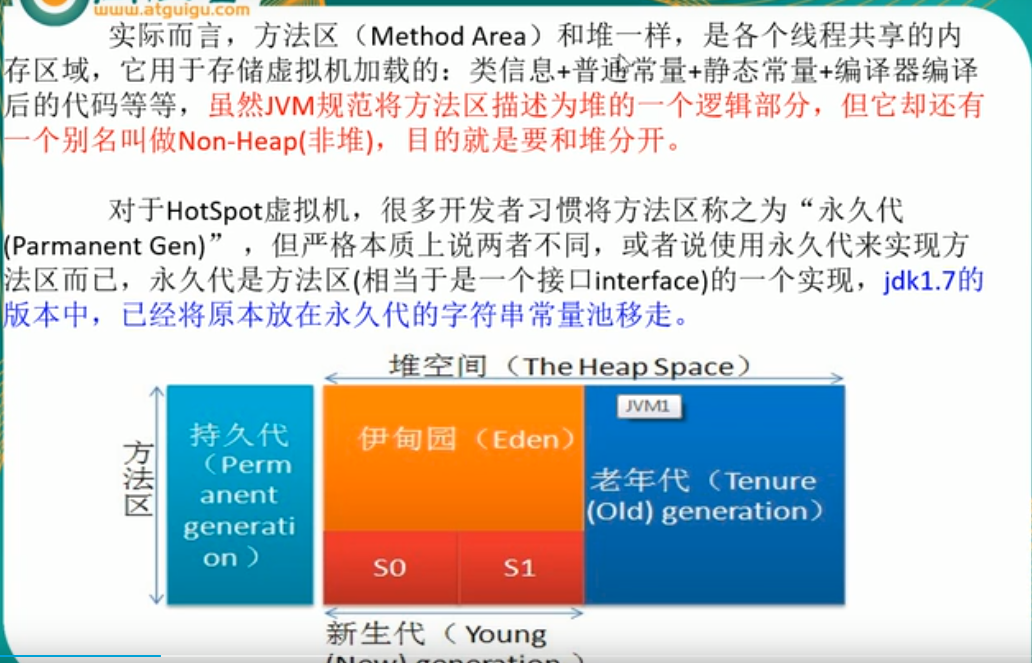 www.atguigu.com
实际而言，方法区（Method Area）和堆一样，是各个线程共享的内
存区域，它用于存储虚拟机加载的：类信息+普通常量+静态常量+编译器编译
后的代码等等，虽然JVM规范将方法区描述为堆的一个逻辑部分，但它却还有
一个别名叫做Non-Heap(非堆)，目的就是要和堆分开。
对于HotSpot虚拟机，很多开发者习惯将方法区称之为“永久代
(Parmanent Gen)” ，但严格本质上说两者不同，或者说使用永久代来实现方
法区而已，永久代是方法区(相当于是一个接口interface)的一个实现，jdk1.7的
版本中，已经将原本放在永久代的字符串常量池移走。
堆空间（The Heap Space）
方法区
持久代
（Perm
anent
generati
on ）
伊甸园（Eden）
S0
S1
JVM1
老年代（Tenure
(Old) generation）
新生代（ Young
(New) generation ）